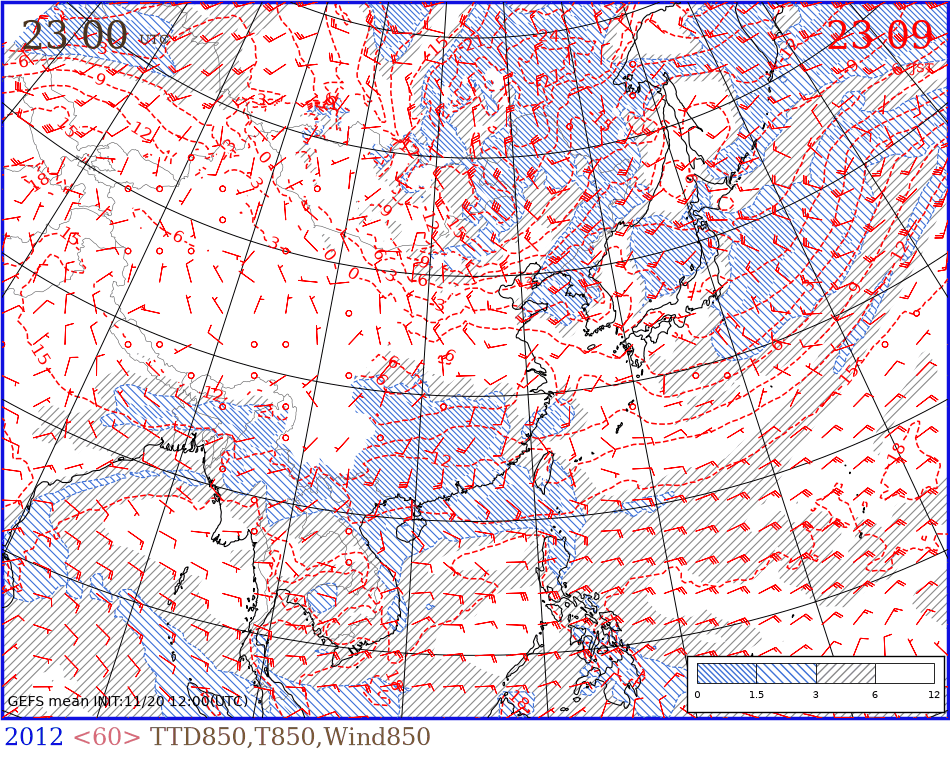 23.00 UTC 23.09 JST
GEFS mean INIT:11/20 12:00(UTC)
0 1.5 3 6 12
2012 <60> TTD850,T850,Wind850